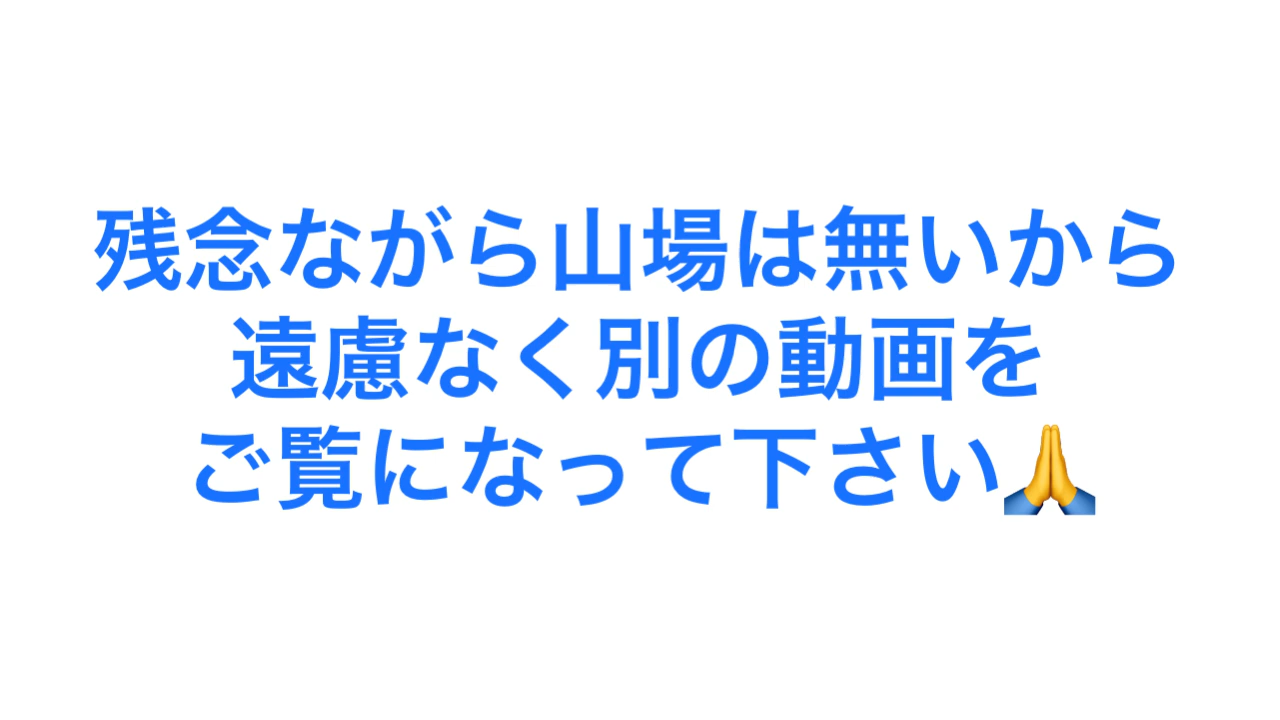 残念ながら山場は無いから
遠慮なく別の動画を
ご覧になって下さい🙏